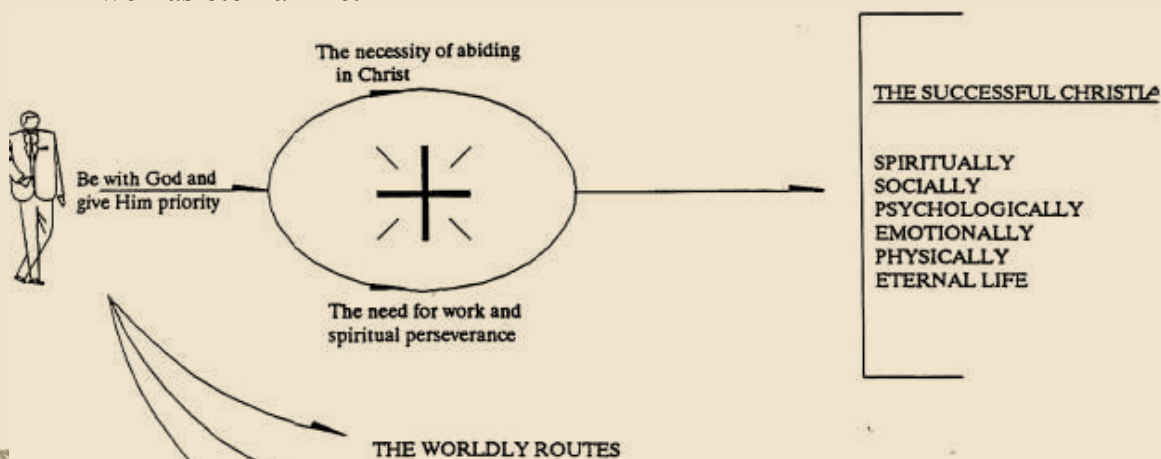 The necessity of abiding
in Christ
THE SUCCESSFUL CHRISTIA
Be with God and
give Him priority
SPIRITUALLY
SOCIALLY
PSYCHOLOGICALLY
EMOTIONALLY
PHYSICALLY
ETERNAL LIFE
The need for work and
spiritual perseverance
THE WORLDLY ROUTES